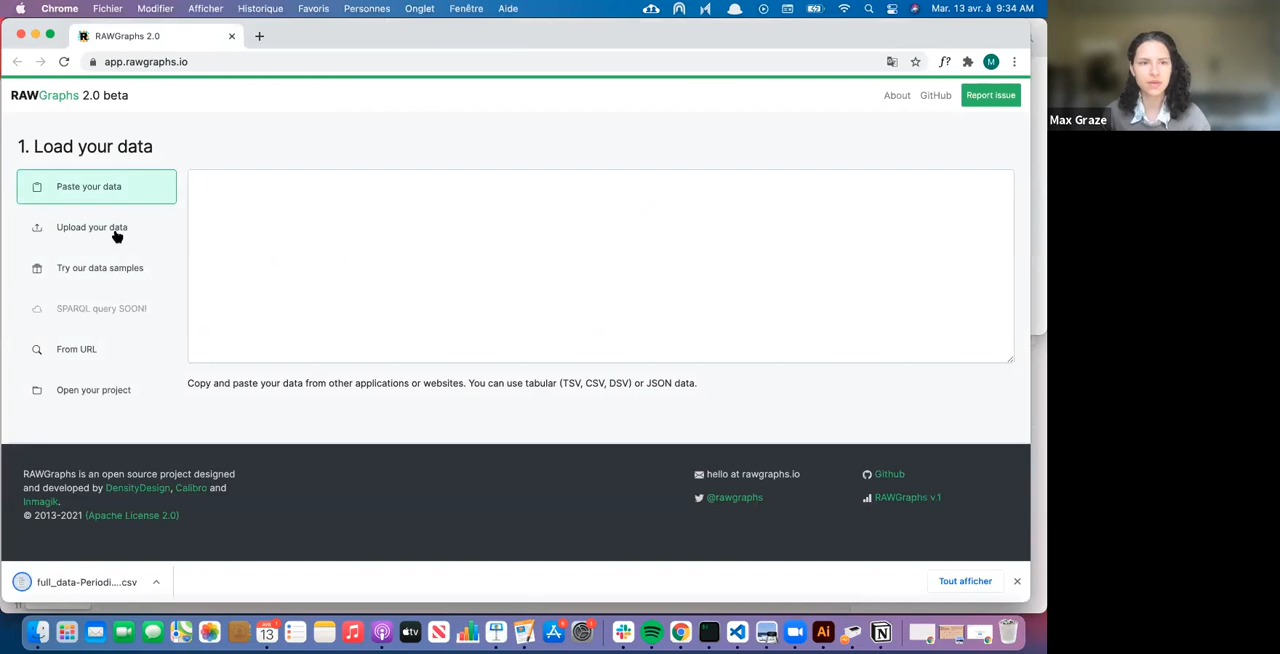 Chrome Fichier Modifier Afficher Historique Favoris Personnes Onglet Fenêtre Aide Mar. 13 avr. à 9:34 AM
RAWGraphs 2.0
app.rawgraphs.io f? M
RAWGraphs 2.0 beta About GitHub Report issue
Max Graze
1. Load your data
Paste your data
Upload your data
Try our data samples
SPARQL query SOON!
From URL
Open your project
Copy and paste your data from other applications or websites. You can use tabular (TSV, CSV, DSV) or JSON data.
RAWGraphs is an open source project designed
and developed by DensityDesign, Calibro and
Inmagik.
© 2013-2021 (Apache License 2.0)
hello at rawgraphs.io
@rawgraphs
Github
RAWGraphs v.1
full_data-Periodi....csv Tout afficher
13 tv Ai N